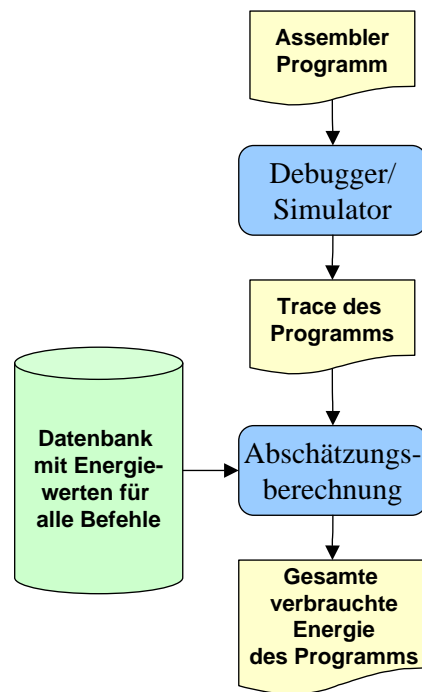 Assembler
Programm
Debugger/
Simulator
Trace des
Programms
Datenbank
mit Energie-
werten für
alle Befehle
Abschätzungs-
berechnung
Gesamte
verbrauchte
Energie
des Programms